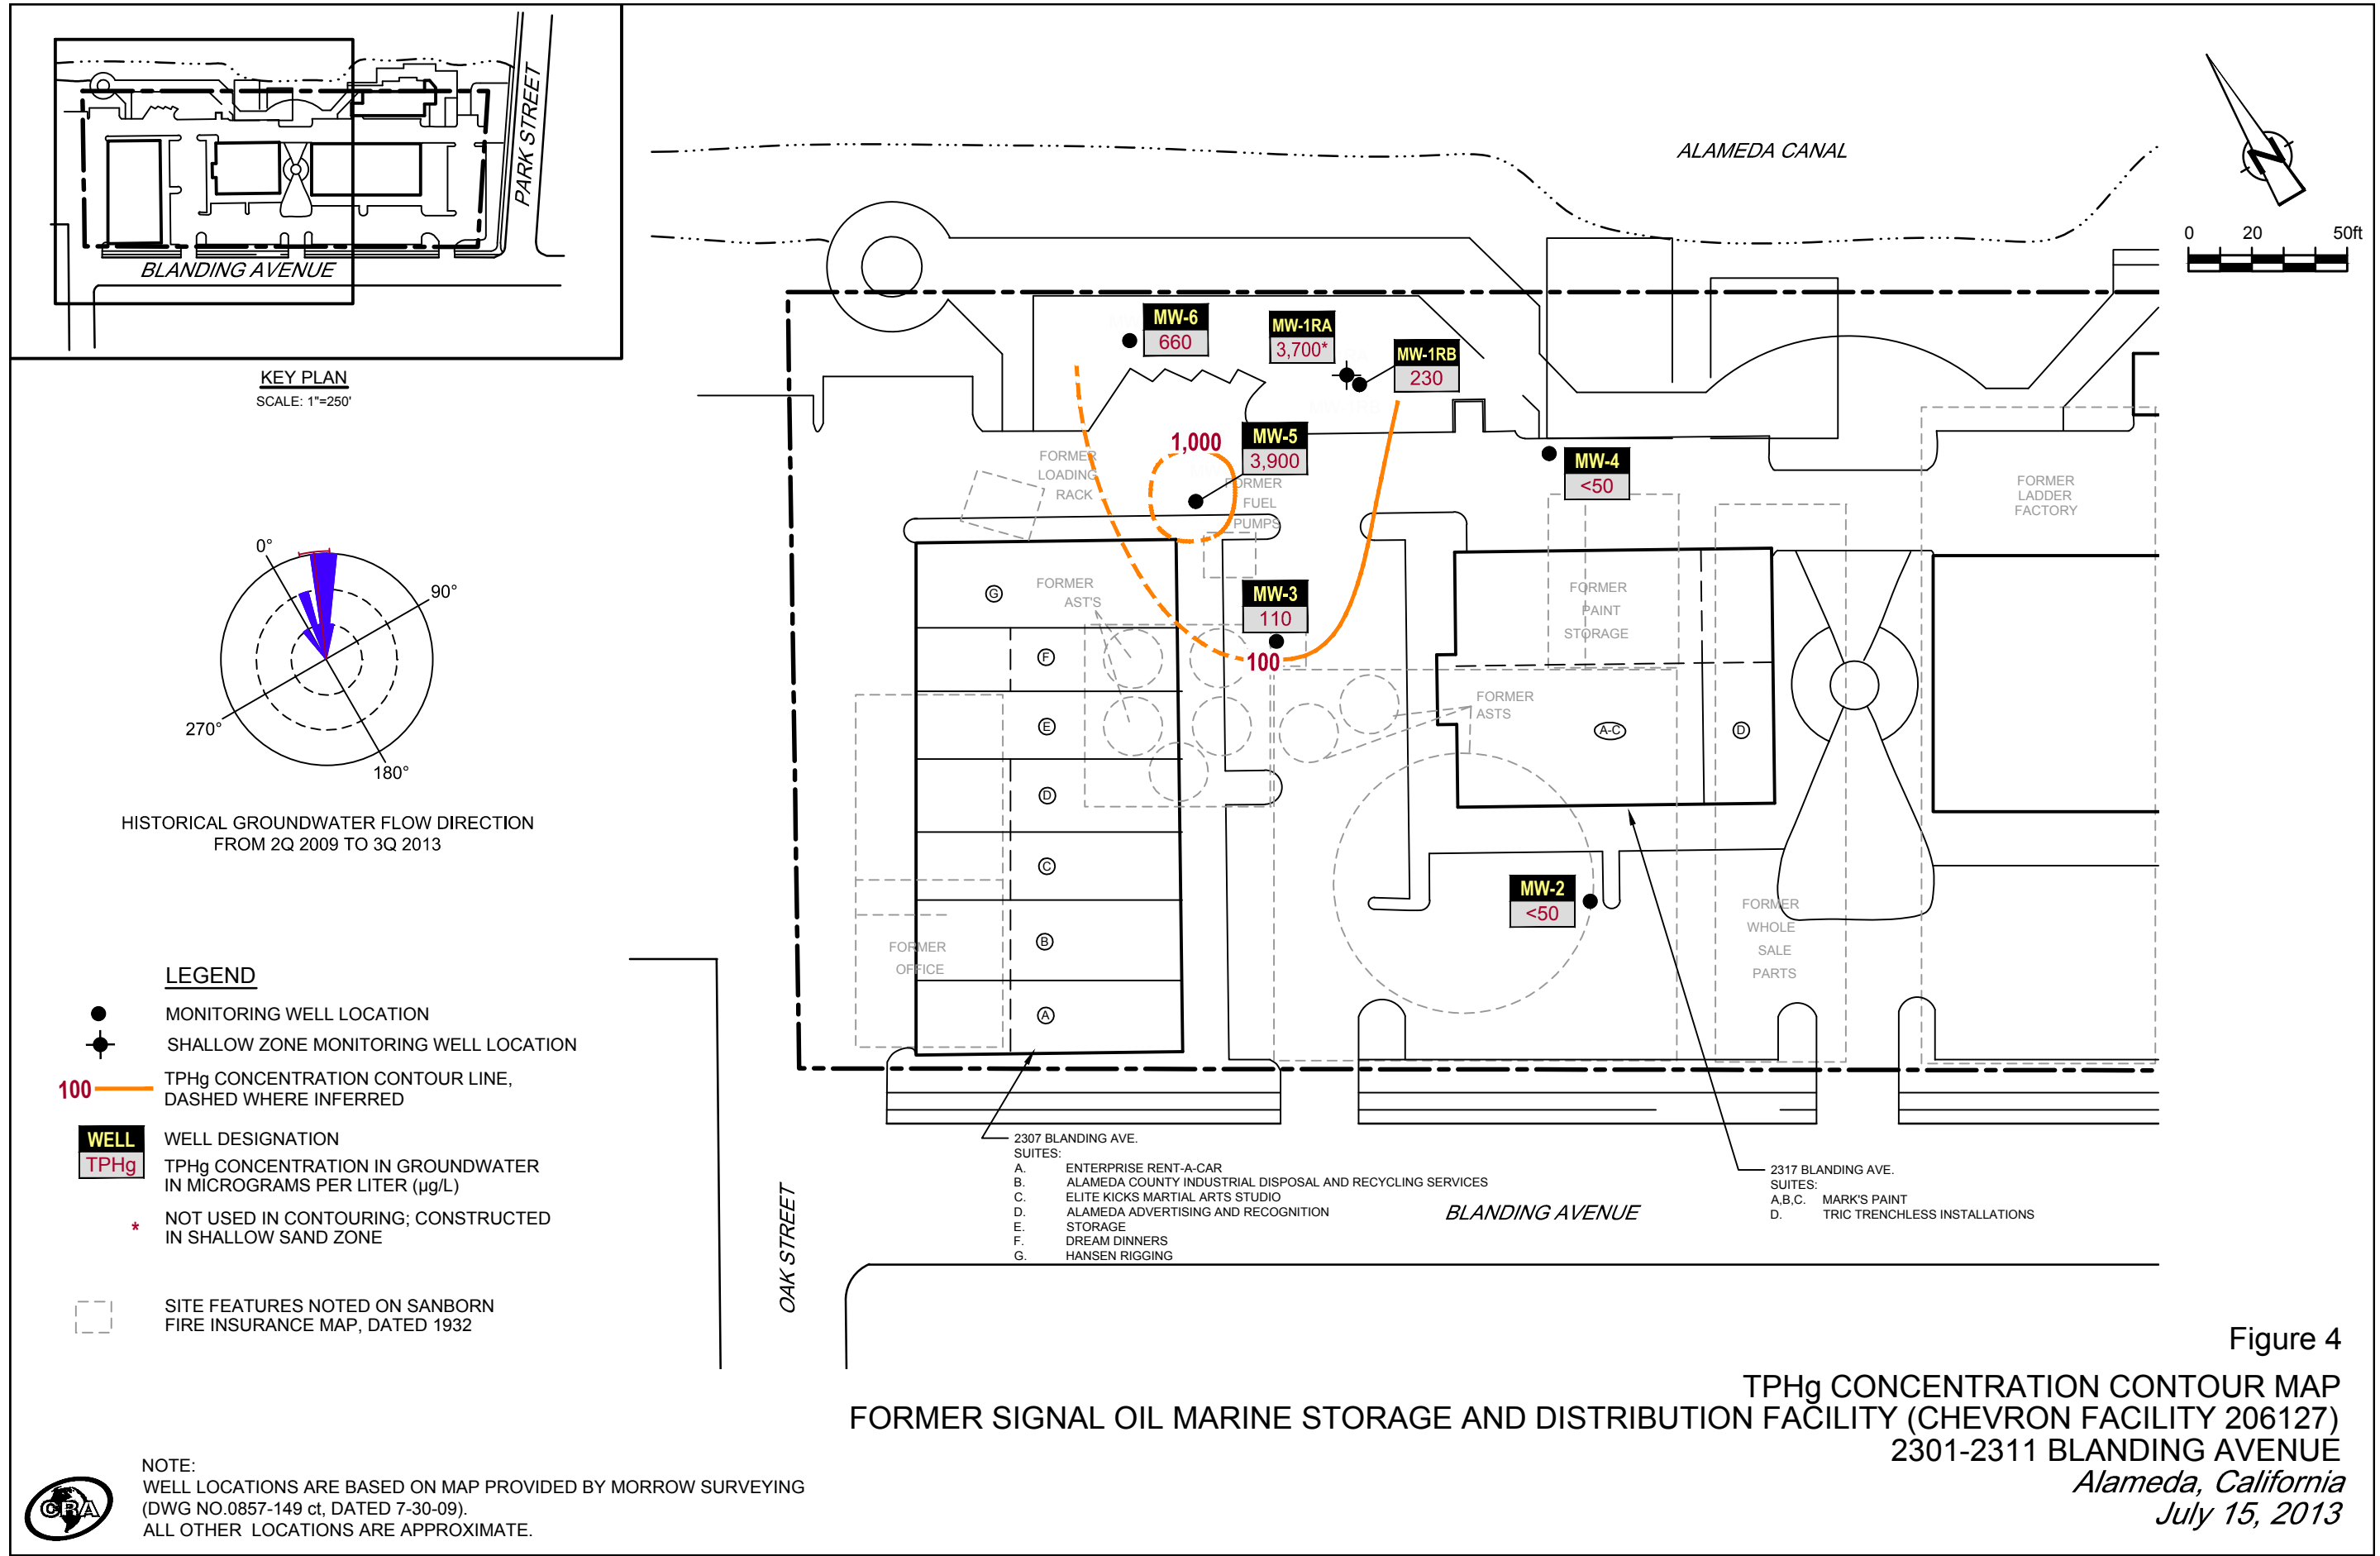 PARK STREET
BLANDING AVENUE
KEY PLAN
SCALE: 1"=250'
ALAMEDA CANAL
N
0 20 50ft
MW-6
660
MW-1RA
3,700*
MW-1RB
230
1,000
MW-5
3,900
MW-4
<50
FORMER
LOADING
RACK
FORMER
FUEL
PUMPS
FORMER
LADDER
FACTORY
0°
90°
270°
180°
HISTORICAL GROUNDWATER FLOW DIRECTION
FROM 2Q 2009 TO 3Q 2013
G
FORMER
AST'S
MW-3
110
100
FORMER
PAINT
STORAGE
F
E
FORMER
ASTS
A-C
D
D
C
B
A
MW-2
<50
FORMER
OFFICE
FORMER
WHOLE
SALE
PARTS
LEGEND
MONITORING WELL LOCATION
SHALLOW ZONE MONITORING WELL LOCATION
100
TPHg CONCENTRATION CONTOUR LINE,
DASHED WHERE INFERRED
WELL
TPHg
WELL DESIGNATION
TPHg CONCENTRATION IN GROUNDWATER
IN MICROGRAMS PER LITER (µg/L)
*
NOT USED IN CONTOURING; CONSTRUCTED
IN SHALLOW SAND ZONE
SITE FEATURES NOTED ON SANBORN
FIRE INSURANCE MAP, DATED 1932
2307 BLANDING AVE.
SUITES:
A. ENTERPRISE RENT-A-CAR
B. ALAMEDA COUNTY INDUSTRIAL DISPOSAL AND RECYCLING SERVICES
C. ELITE KICKS MARTIAL ARTS STUDIO
D. ALAMEDA ADVERTISING AND RECOGNITION
E. STORAGE
F. DREAM DINNERS
G. HANSEN RIGGING
2317 BLANDING AVE.
SUITES:
A,B,C. MARK'S PAINT
D. TRIC TRENCHLESS INSTALLATIONS
OAK STREET
BLANDING AVENUE
Figure 4
TPHg CONCENTRATION CONTOUR MAP
FORMER SIGNAL OIL MARINE STORAGE AND DISTRIBUTION FACILITY (CHEVRON FACILITY 206127)
2301-2311 BLANDING AVENUE
Alameda, California
July 15, 2013
CRA
NOTE:
WELL LOCATIONS ARE BASED ON MAP PROVIDED BY MORROW SURVEYING
(DWG NO.0857-149 ct, DATED 7-30-09).
ALL OTHER LOCATIONS ARE APPROXIMATE.